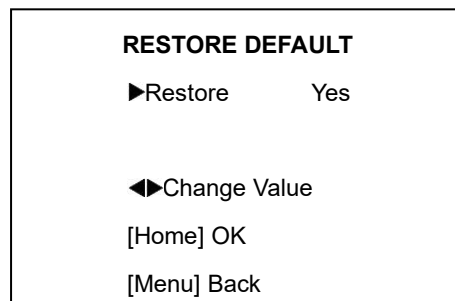 RESTORE DEFAULT
▶Restore Yes
◀▶Change Value
[Home] OK
[Menu] Back